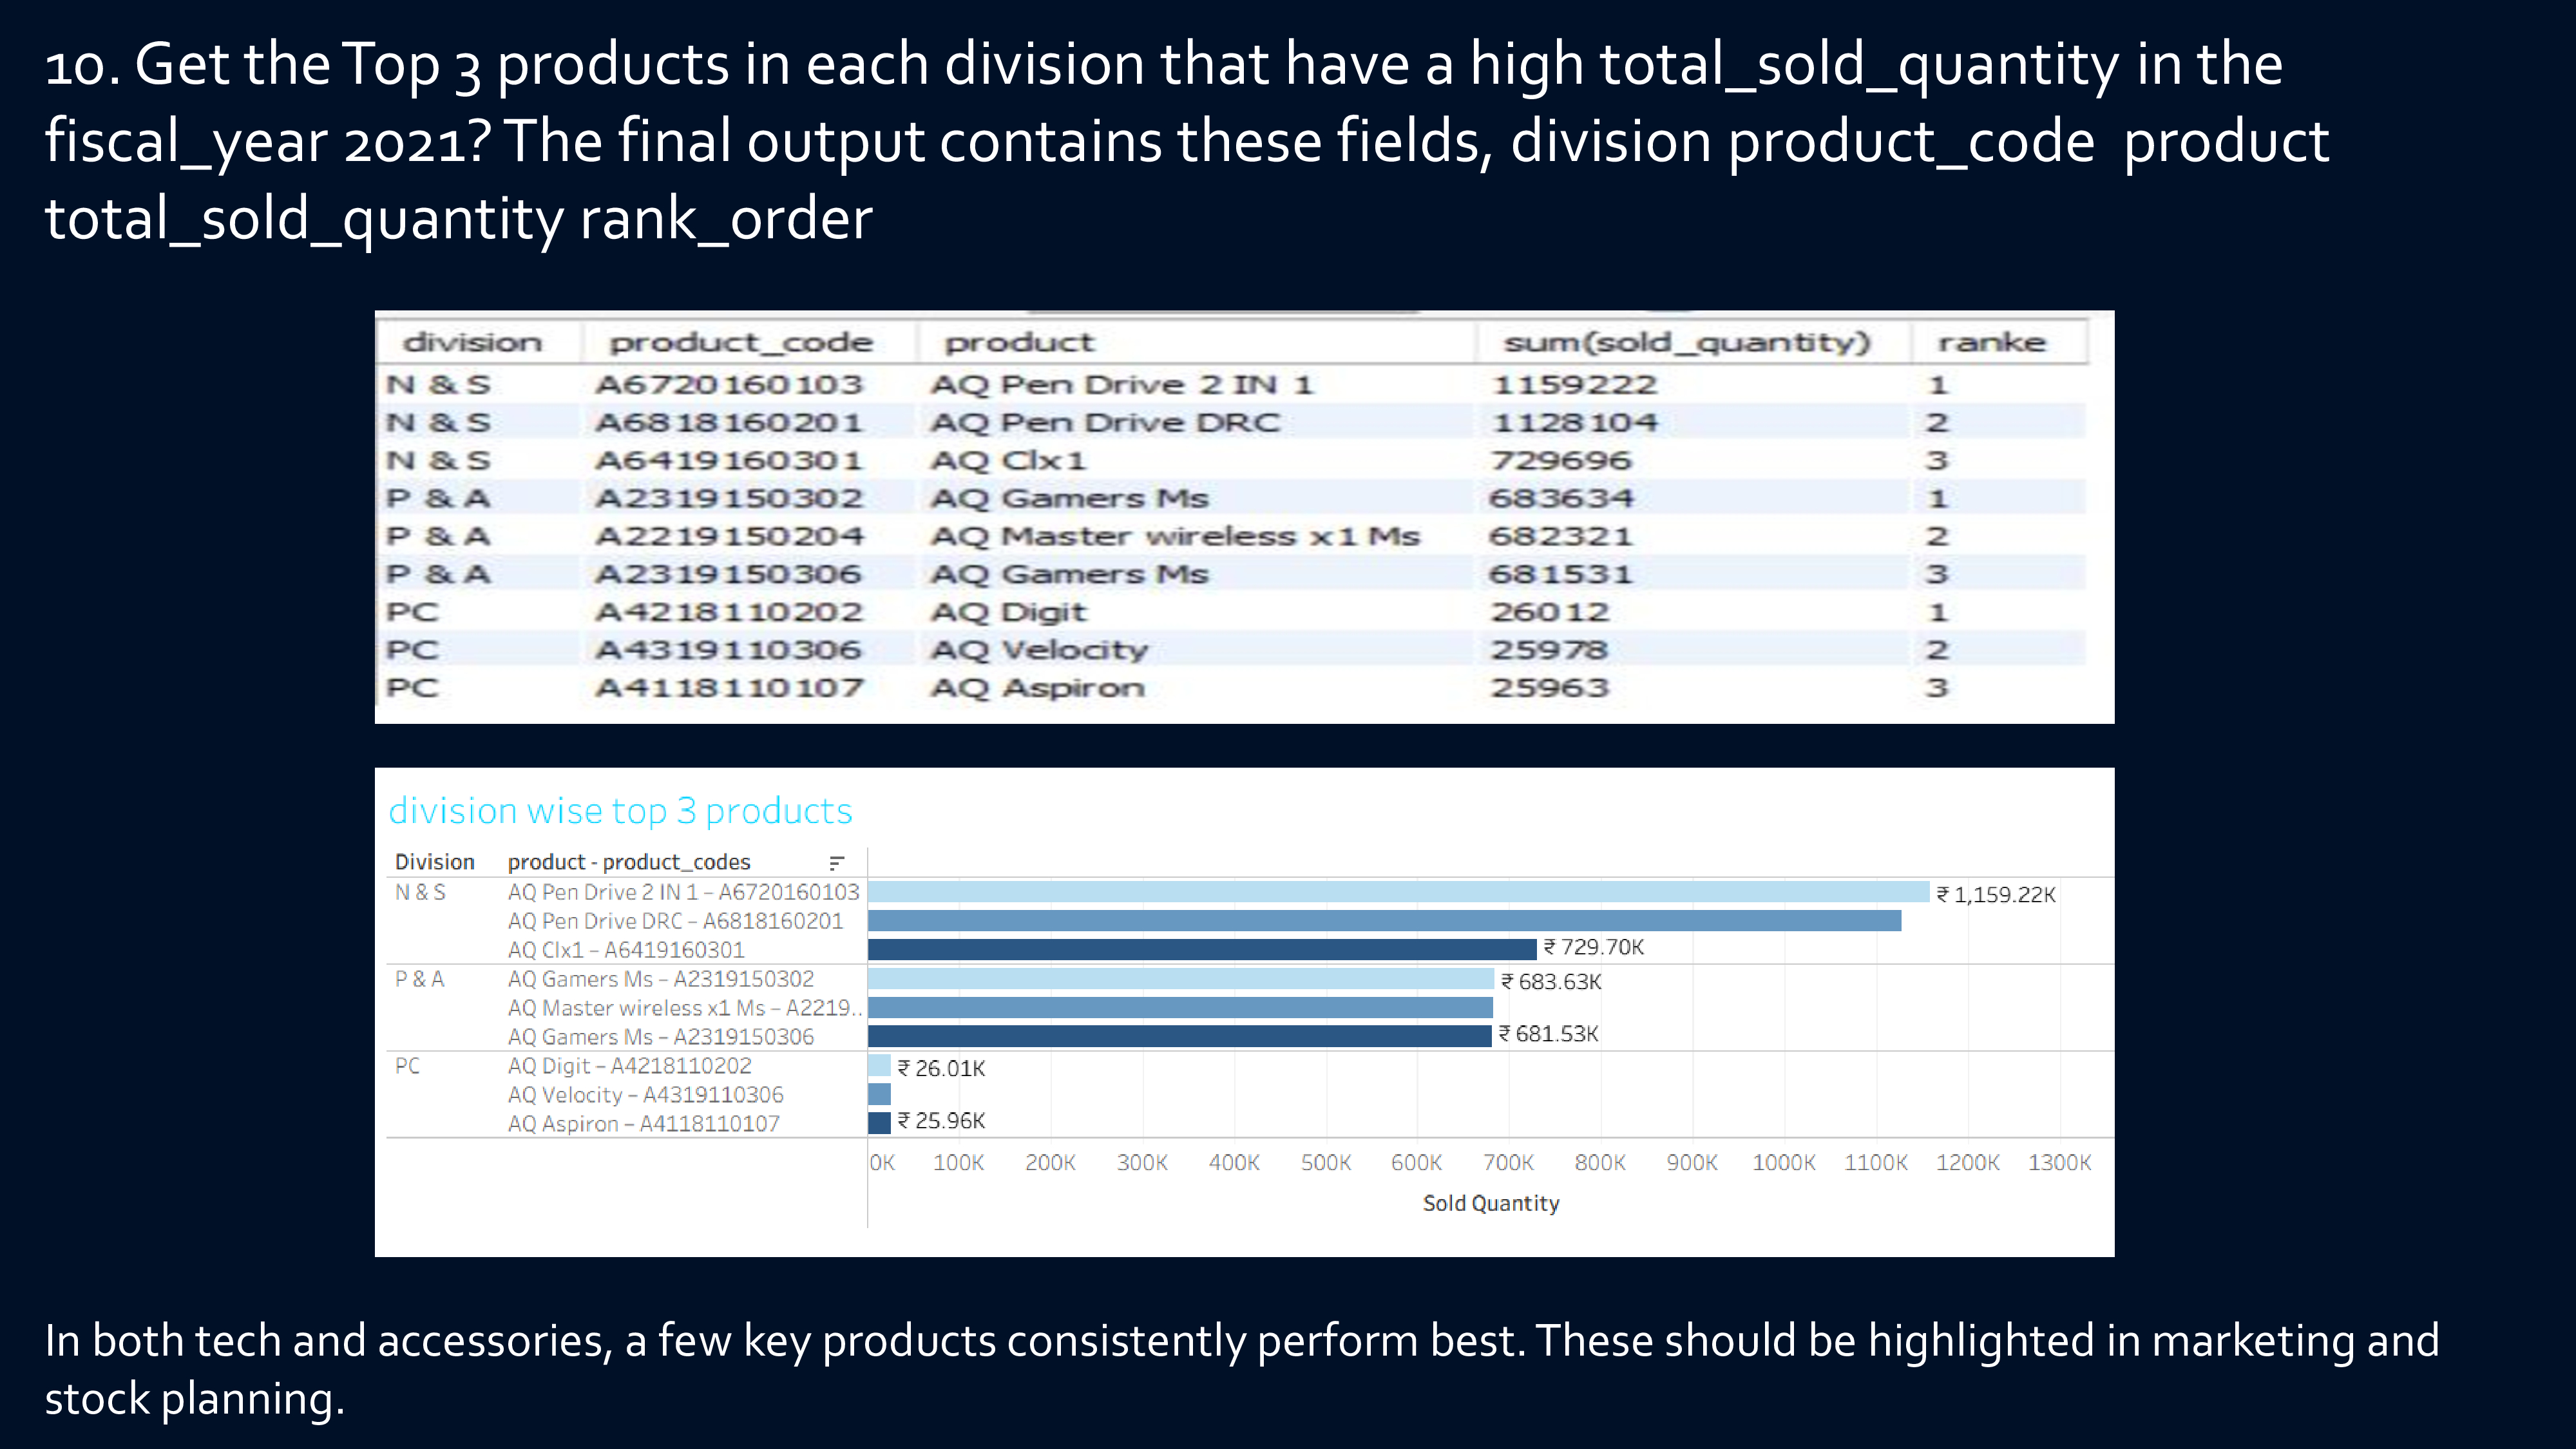 10. Get the Top 3 products in each division that have a high total_sold_quantity in the
fiscal_year 2021? The final output contains these fields, division product_code  product
total_sold_quantity rank_order
division product_code product sum(sold_quantity) ranke
N & S A6720160103 AQ Pen Drive 2 IN 1 1159222 1
N & S A6818160201 AQ Pen Drive DRC 1128104 2
N & S A6419160301 AQ Clx1 729696 3
P & A A2319150302 AQ Gamers Ms 683634 1
P & A A2219150204 AQ Master wireless x1 Ms 682321 2
P & A A2319150306 AQ Gamers Ms 681531 3
PC A4218110202 AQ Digit 26012 1
PC A4319110306 AQ Velocity 25978 2
PC A4118110107 AQ Aspiron 25963 3
division wise top 3 products
Division product - product_codes
N & S AQ Pen Drive 2 IN 1 – A6720160103 ₹ 1,159.22K
AQ Pen Drive DRC – A6818160201
AQ Clx1 – A6419160301 ₹ 729.70K
P & A AQ Gamers Ms – A2319150302 ₹ 683.63K
AQ Master wireless x1 Ms – A2219..
AQ Gamers Ms – A2319150306 ₹ 681.53K
PC AQ Digit – A4218110202 ₹ 26.01K
AQ Velocity – A4319110306
AQ Aspiron – A4118110107 ₹ 25.96K
0K 100K 200K 300K 400K 500K 600K 700K 800K 900K 1000K 1100K 1200K 1300K
Sold Quantity
In both tech and accessories, a few key products consistently perform best. These should be highlighted in marketing and
stock planning.